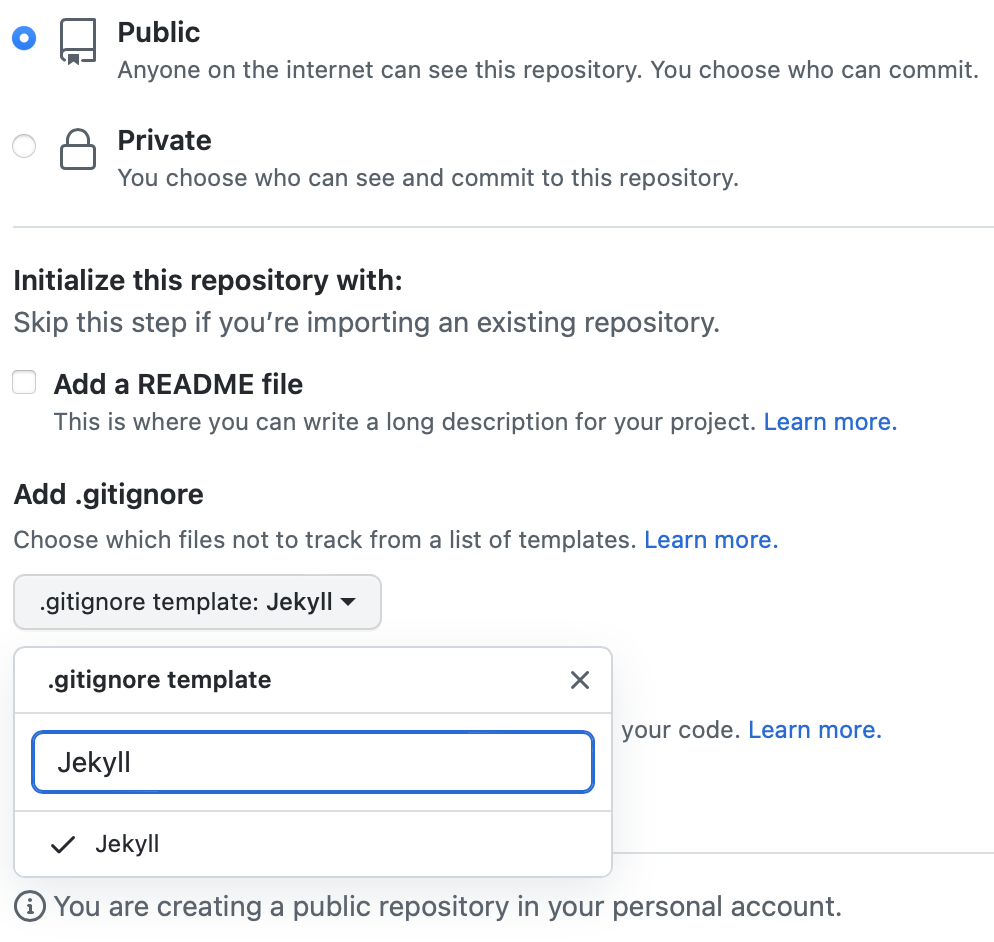 Public
Anyone on the internet can see this repository. You choose who can commit.
Private
You choose who can see and commit to this repository.
Initialize this repository with:
Skip this step if you’re importing an existing repository.
Add a README file
This is where you can write a long description for your project. Learn more.
Add .gitignore
Choose which files not to track from a list of templates. Learn more.
.gitignore template: Jekyll
.gitignore template
your code. Learn more.
Jekyll
Jekyll
You are creating a public repository in your personal account.